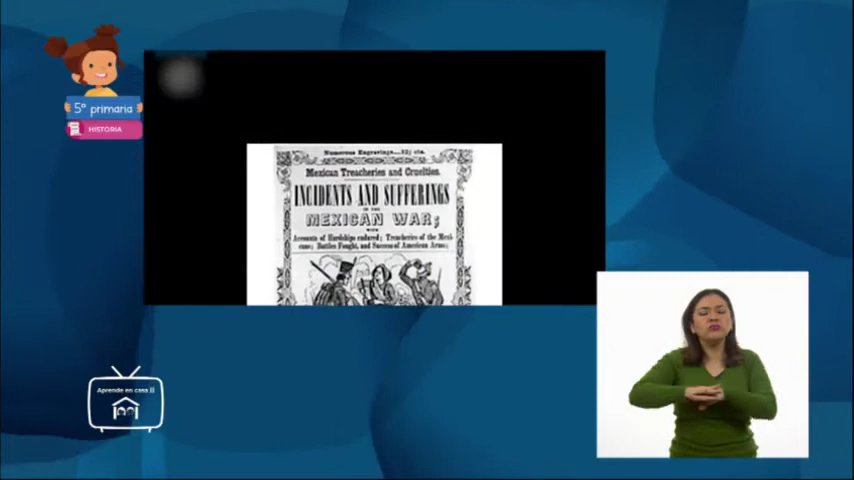 5° primaria
HISTORIA
Numerous Engravings....12½ cts.
Mexican Treacheries and Cruelties.
INCIDENTS AND SUFFERINGS
IN THE
MEXICAN WAR;
WITH
Accounts of Hardships endured; Treacheries of the Mexi-
cans; Battles Fought, and Success of American Arms;
Aprende en casa II